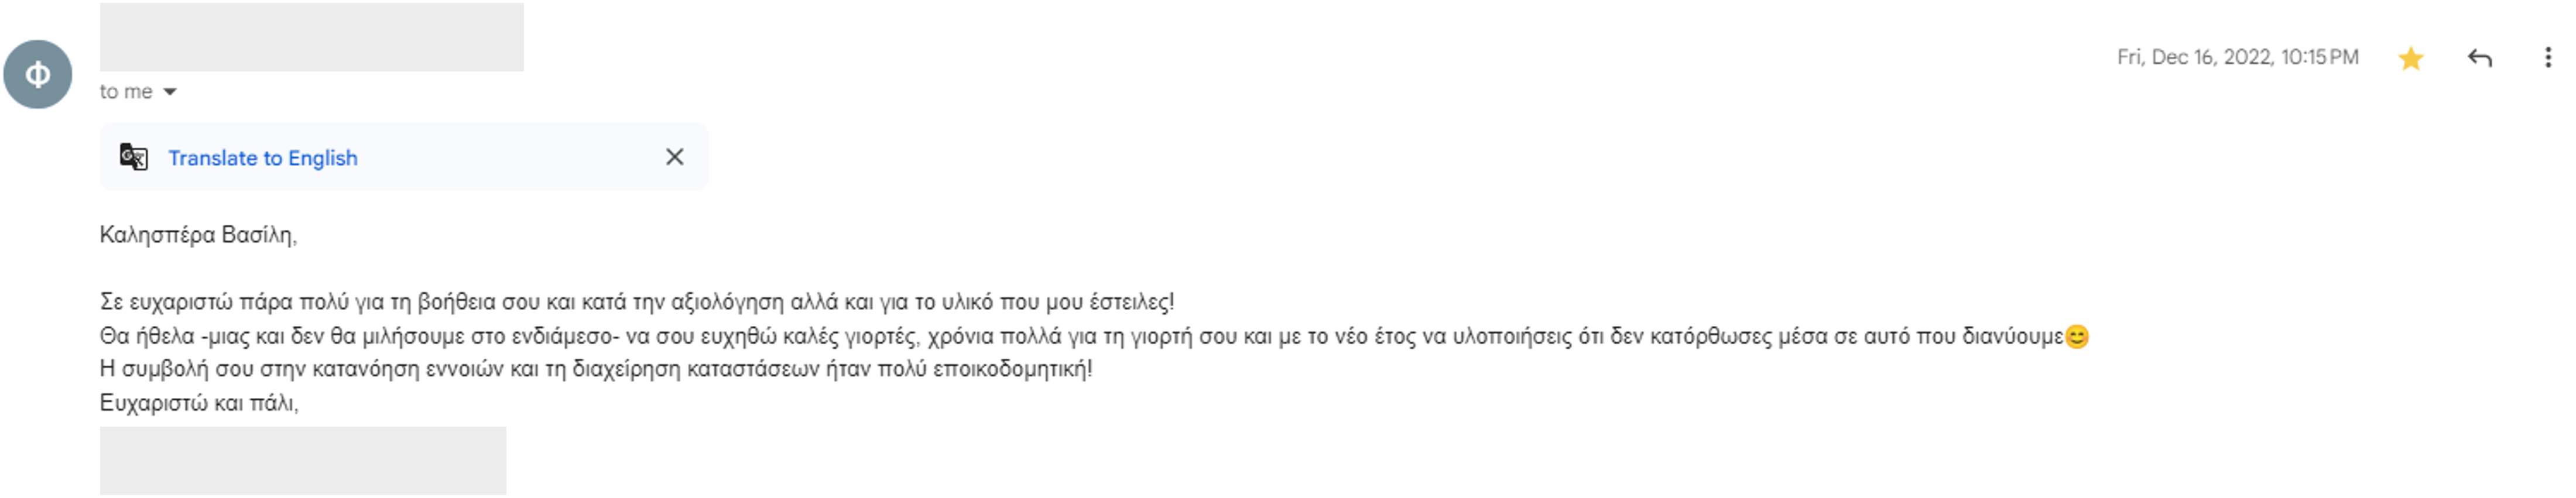 Φ
Fri, Dec 16, 2022, 10:15 PM
to me
Translate to English
Καλησπέρα Βασίλη,
Σε ευχαριστώ πάρα πολύ για τη βοήθεια σου και κατά την αξιολόγηση αλλά και για το υλικό που μου έστειλες!
Θα ήθελα -μιας και δεν θα μιλήσουμε στο ενδιάμεσο- να σου ευχηθώ καλές γιορτές, χρόνια πολλά για τη γιορτή σου και με το νέο έτος να υλοποιήσεις ότι δεν κατόρθωσες μέσα σε αυτό που διανύουμε😊
Η συμβολή σου στην κατανόηση εννοιών και τη διαχείρηση καταστάσεων ήταν πολύ εποικοδομητική!
Ευχαριστώ και πάλι,